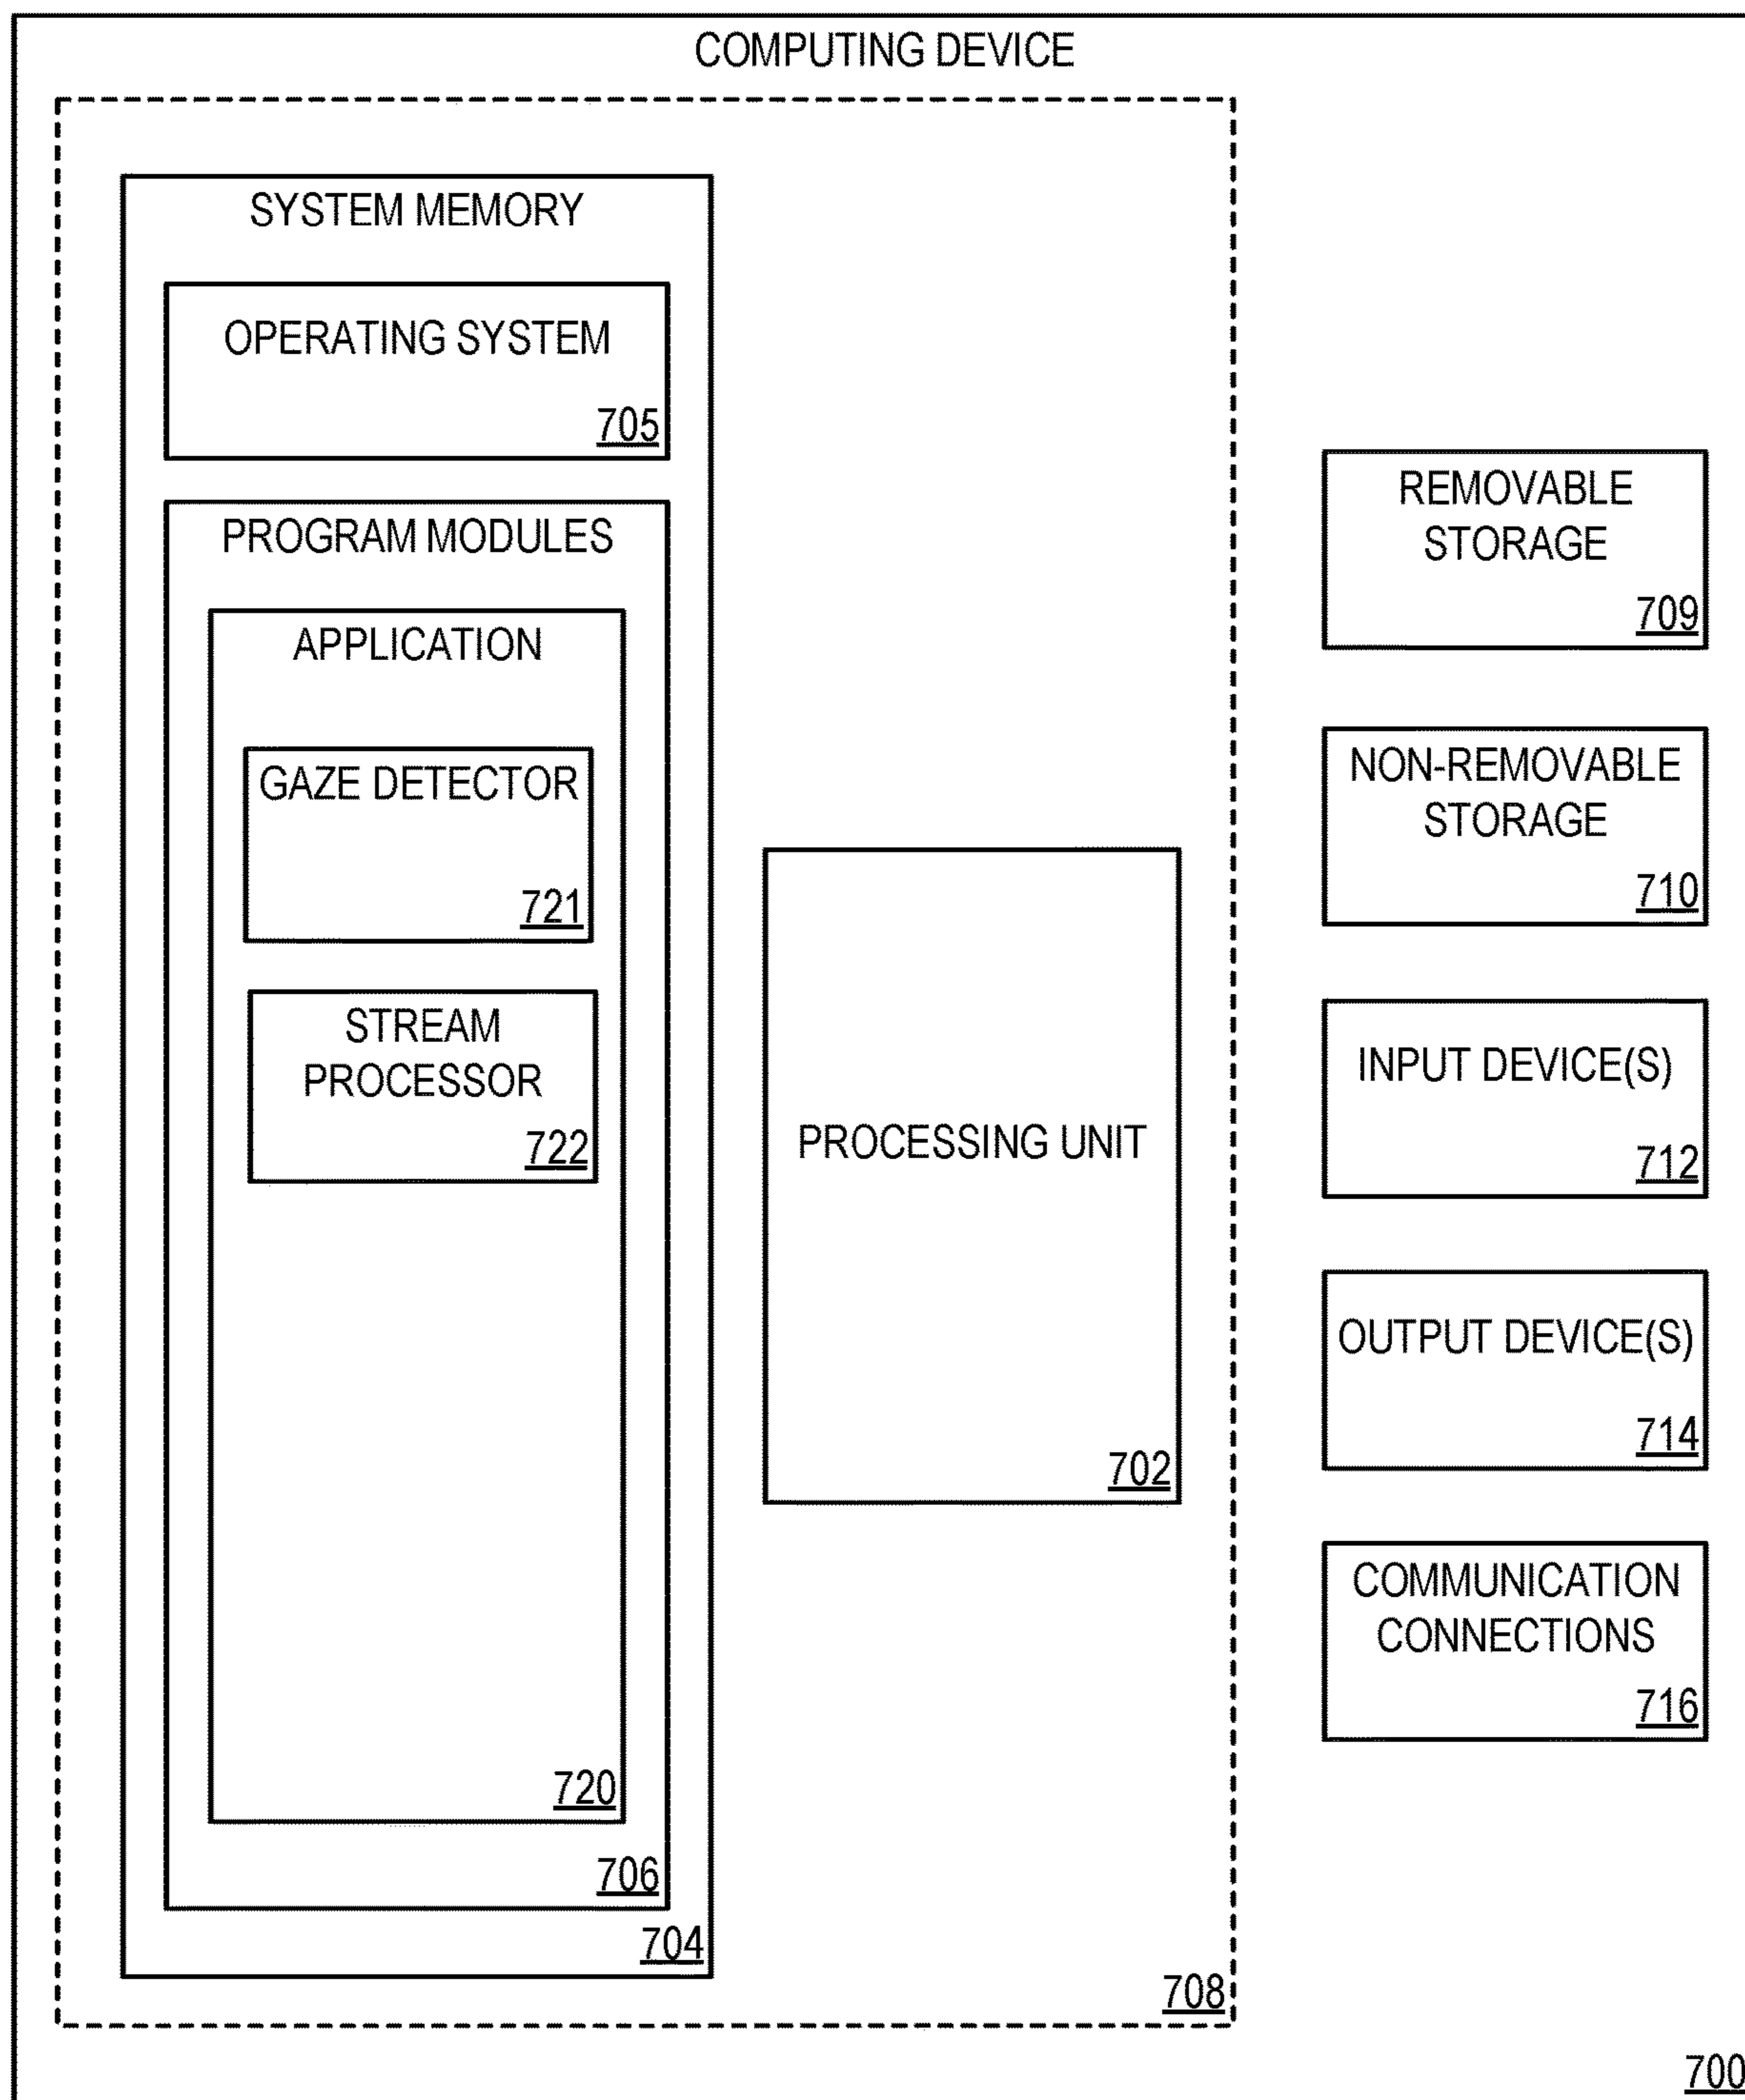 COMPUTING DEVICE
SYSTEM MEMORY
OPERATING SYSTEM
705
PROGRAM MODULES
APPLICATION
GAZE DETECTOR
721
STREAM
PROCESSOR
722
720
706
704
PROCESSING UNIT
702
708
REMOVABLE
STORAGE
709
NON-REMOVABLE
STORAGE
710
INPUT DEVICE(S)
712
OUTPUT DEVICE(S)
714
COMMUNICATION
CONNECTIONS
716
700